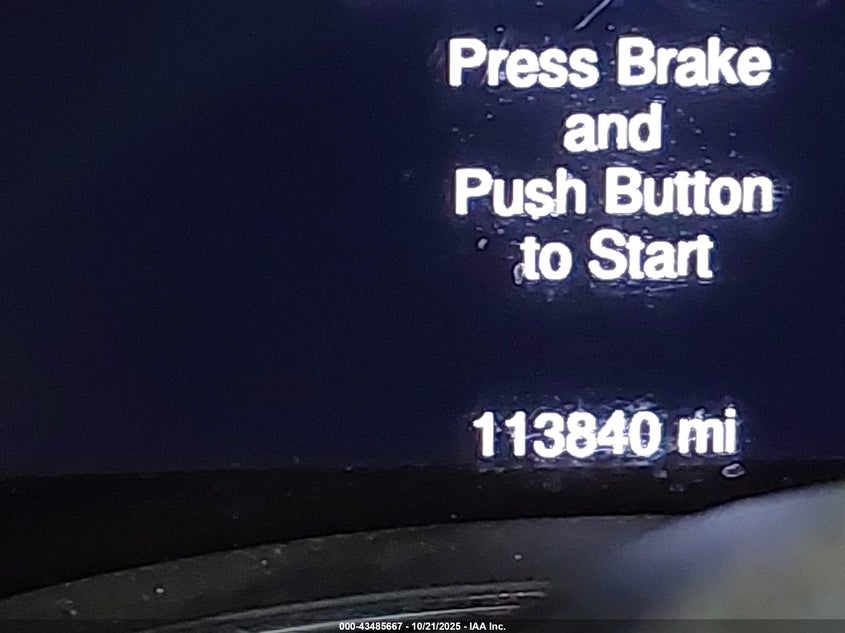 Press Brake
and
Push Button
to Start
113840 mi
000-43485667 - 10/21/2025 - IAA Inc.